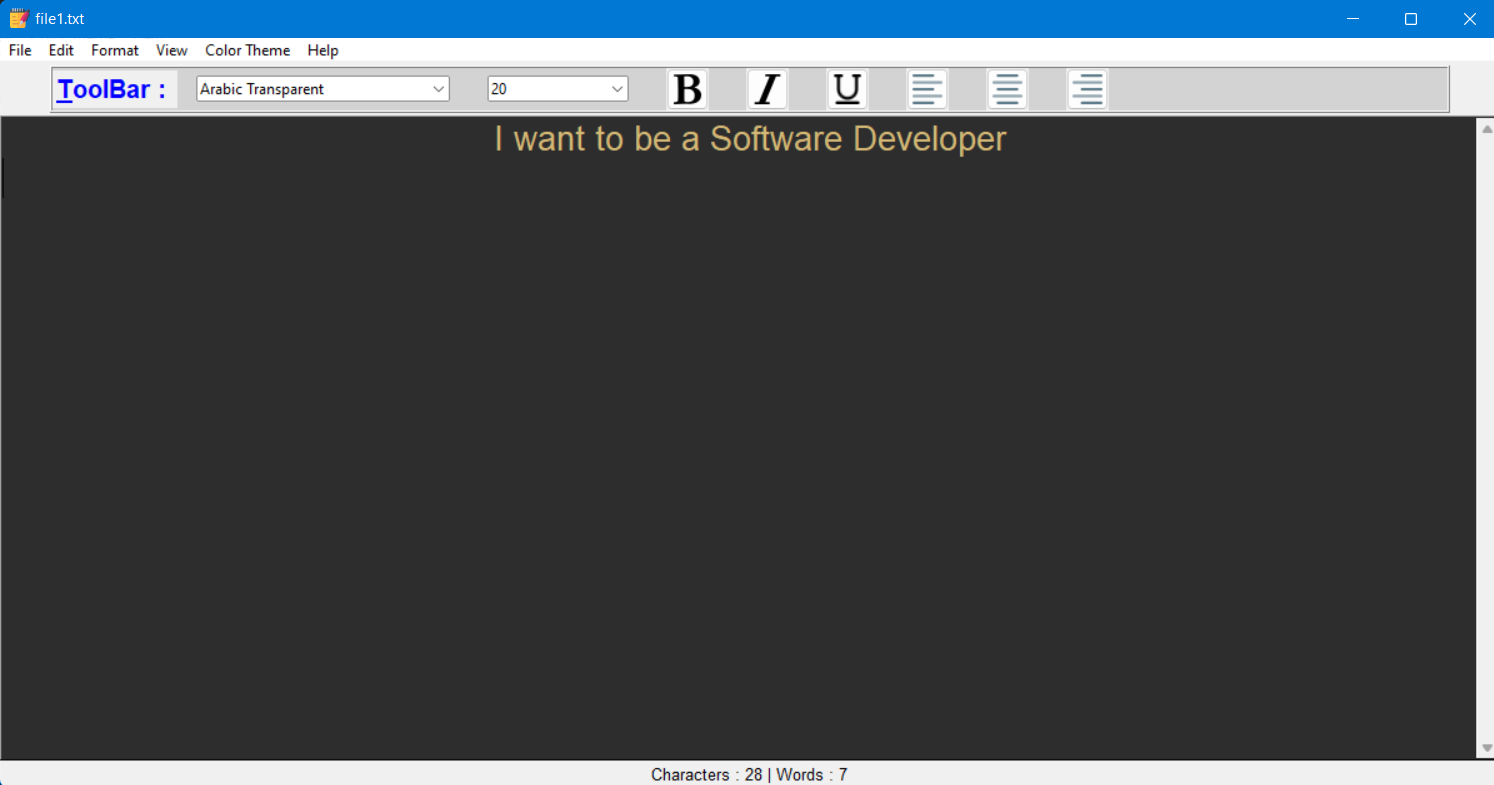 file1.txt
File Edit Format View Color Theme Help
ToolBar : Arabic Transparent 20 B I U
I want to be a Software Developer
Characters : 28 | Words : 7